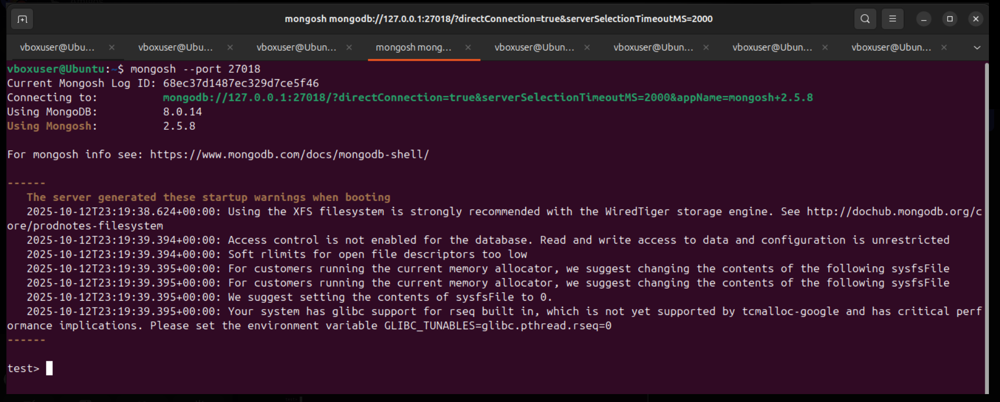 mongosh mongodb://127.0.0.1:27018/?directConnection=true&serverSelectionTimeoutMS=2000
vboxuser@Ubu... × vboxuser@Ubu... × vboxuser@Ubun... × mongosh mong... × vboxuser@Ubun... × vboxuser@Ubun... × vboxuser@Ubun... × vboxuser@Ubun... ×
vboxuser@Ubuntu:~$ mongosh --port 27018
Current Mongosh Log ID: 68ec37d1487ec329d7ce5f46
Connecting to: mongodb://127.0.0.1:27018/?directConnection=true&serverSelectionTimeoutMS=2000&appName=mongosh+2.5.8
Using MongoDB: 8.0.14
Using Mongosh: 2.5.8
For mongosh info see: https://www.mongodb.com/docs/mongodb-shell/
------
The server generated these startup warnings when booting
2025-10-12T23:19:38.624+00:00: Using the XFS filesystem is strongly recommended with the WiredTiger storage engine. See http://dochub.mongodb.org/c
ore/prodnotes-filesystem
2025-10-12T23:19:39.394+00:00: Access control is not enabled for the database. Read and write access to data and configuration is unrestricted
2025-10-12T23:19:39.394+00:00: Soft rlimits for open file descriptors too low
2025-10-12T23:19:39.395+00:00: For customers running the current memory allocator, we suggest changing the contents of the following sysfsFile
2025-10-12T23:19:39.395+00:00: For customers running the current memory allocator, we suggest changing the contents of the following sysfsFile
2025-10-12T23:19:39.395+00:00: We suggest setting the contents of sysfsFile to 0.
2025-10-12T23:19:39.395+00:00: Your system has glibc support for rseq built in, which is not yet supported by tcmalloc-google and has critical perf
ormance implications. Please set the environment variable GLIBC_TUNABLES=glibc.pthread.rseq=0
------
test>